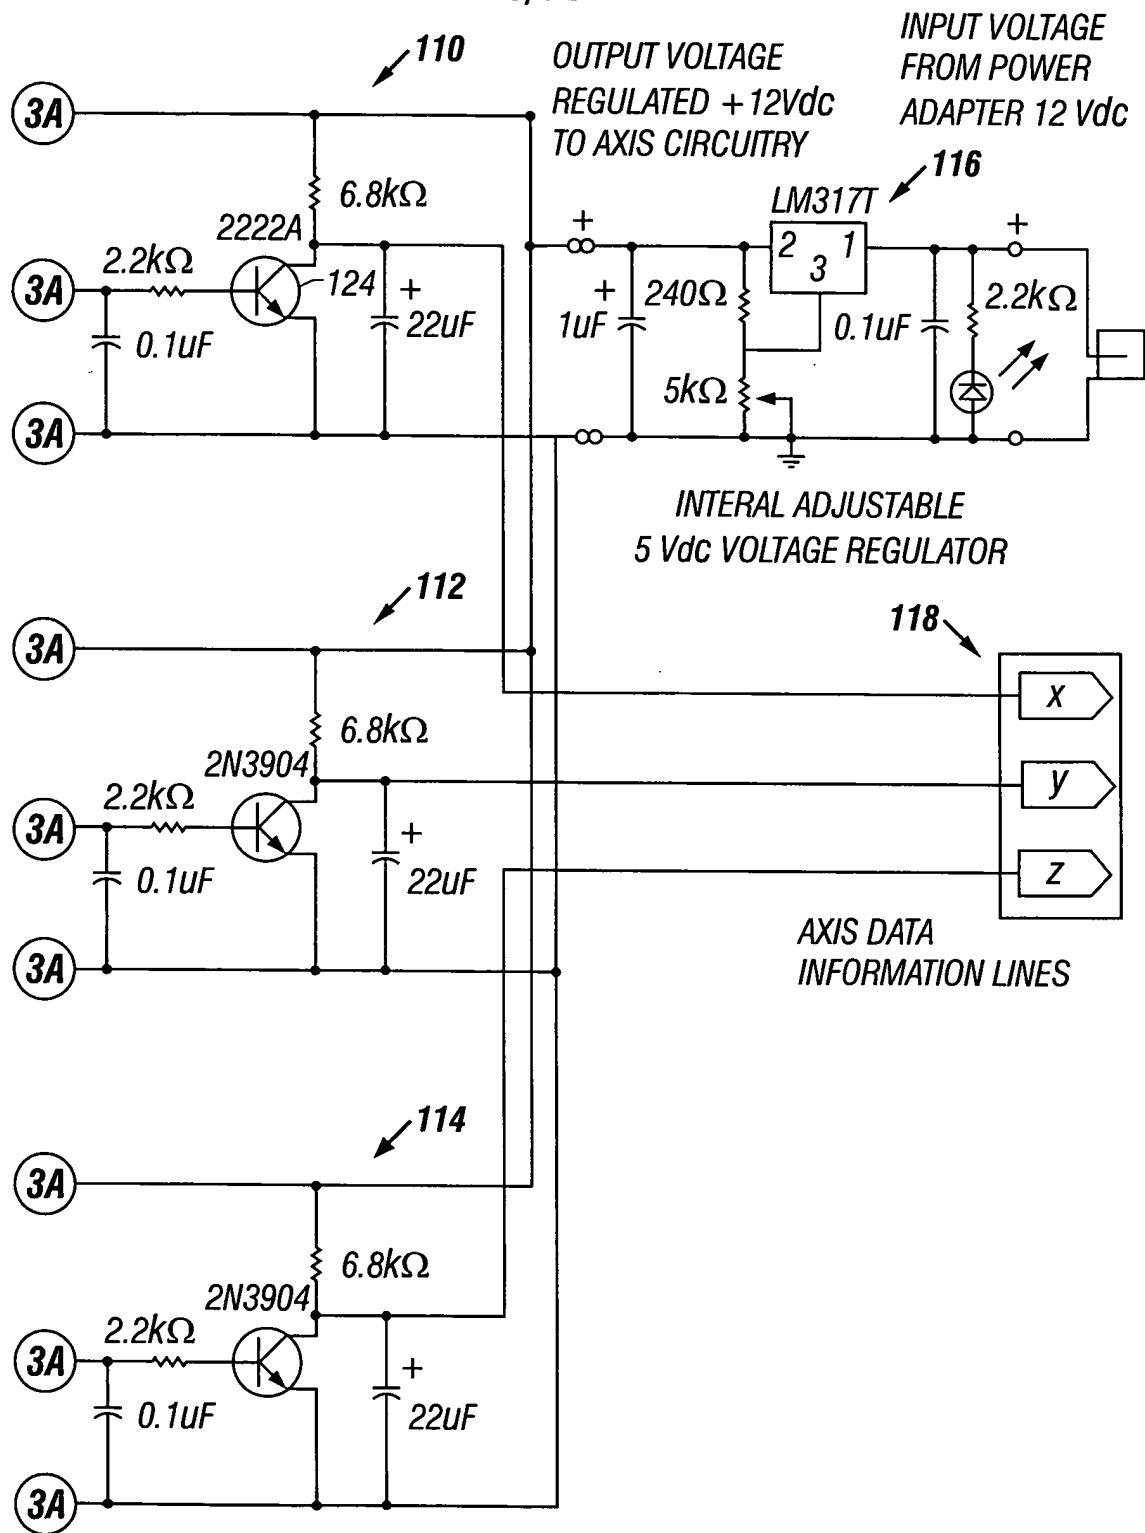 110
OUTPUT VOLTAGE
REGULATED +12Vdc
TO AXIS CIRCUITRY
INPUT VOLTAGE
FROM POWER
ADAPTER 12 Vdc
3A
6.8kΩ
2222A
2.2kΩ
3A
124
+
22uF
0.1uF
3A
116
LM317T
+
2 1
3
+
1uF
240Ω
5kΩ
0.1uF
2.2kΩ
+
INTERAL ADJUSTABLE
5 Vdc VOLTAGE REGULATOR
112
3A
6.8kΩ
2N3904
2.2kΩ
3A
+
22uF
0.1uF
3A
118
x
y
z
AXIS DATA
INFORMATION LINES
114
3A
6.8kΩ
2N3904
2.2kΩ
3A
+
22uF
0.1uF
3A